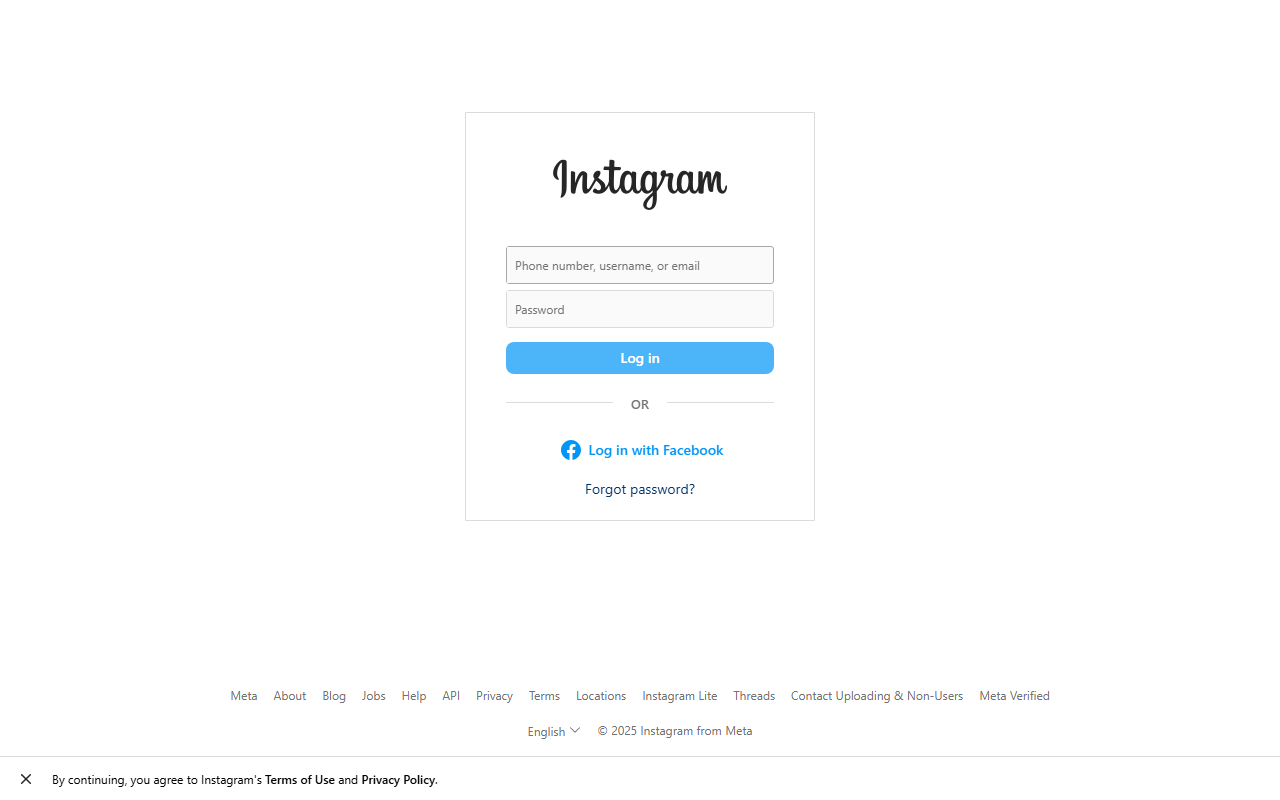 Instagram
Phone number, username, or email
Password
Log in
OR
Log in with Facebook
Forgot password?
Meta About Blog Jobs Help API Privacy Terms Locations Instagram Lite Threads Contact Uploading & Non-Users Meta Verified
English © 2025 Instagram from Meta
By continuing, you agree to Instagram's Terms of Use and Privacy Policy.